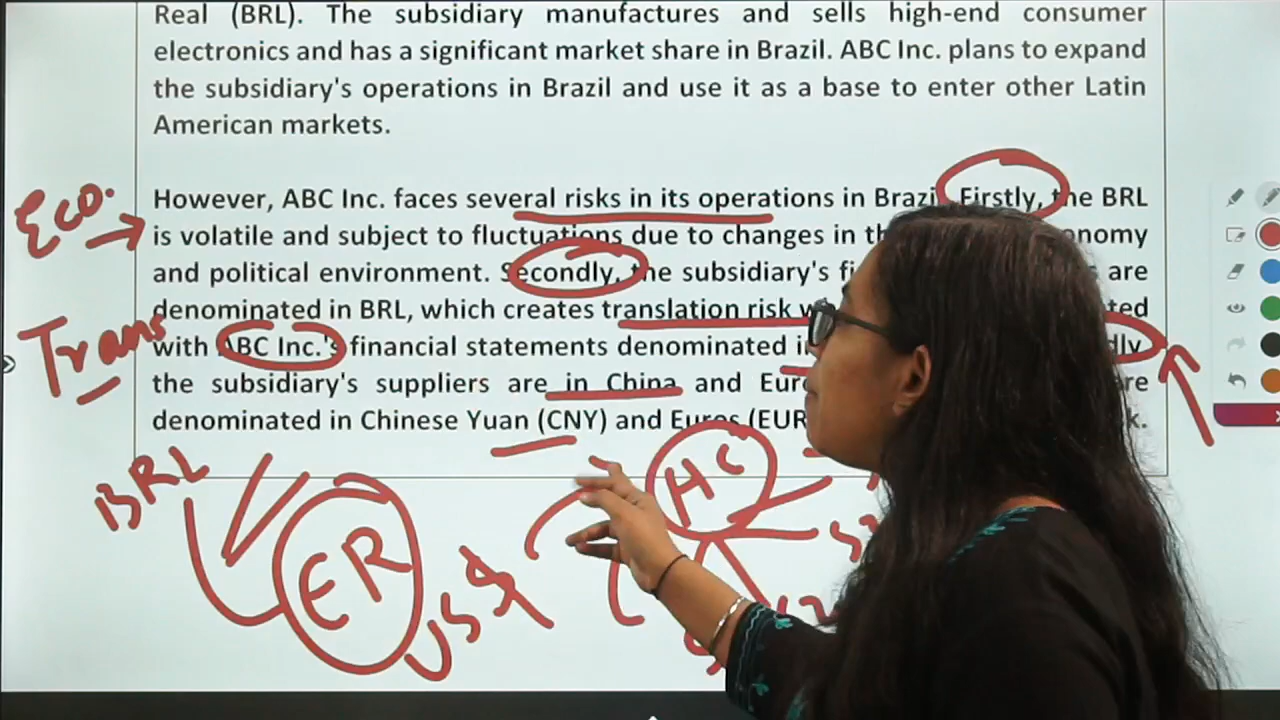 Real (BRL). The subsidiary manufactures and sells high-end consumer
electronics and has a significant market share in Brazil. ABC Inc. plans to expand
the subsidiary's operations in Brazil and use it as a base to enter other Latin
American markets.
Eco.
However, ABC Inc. faces several risks in its operations in Brazi Firstly, the BRL
is volatile and subject to fluctuations due to changes in th onomy
and political environment. Secondly, the subsidiary's fi s are
Trans
denominated in BRL, which creates translation risk ted
with ABC Inc.'s financial statements denominated i dly
the subsidiary's suppliers are in China and Eur re
denominated in Chinese Yuan (CNY) and Euros (EUR k.
BRL
HC
ER
US $